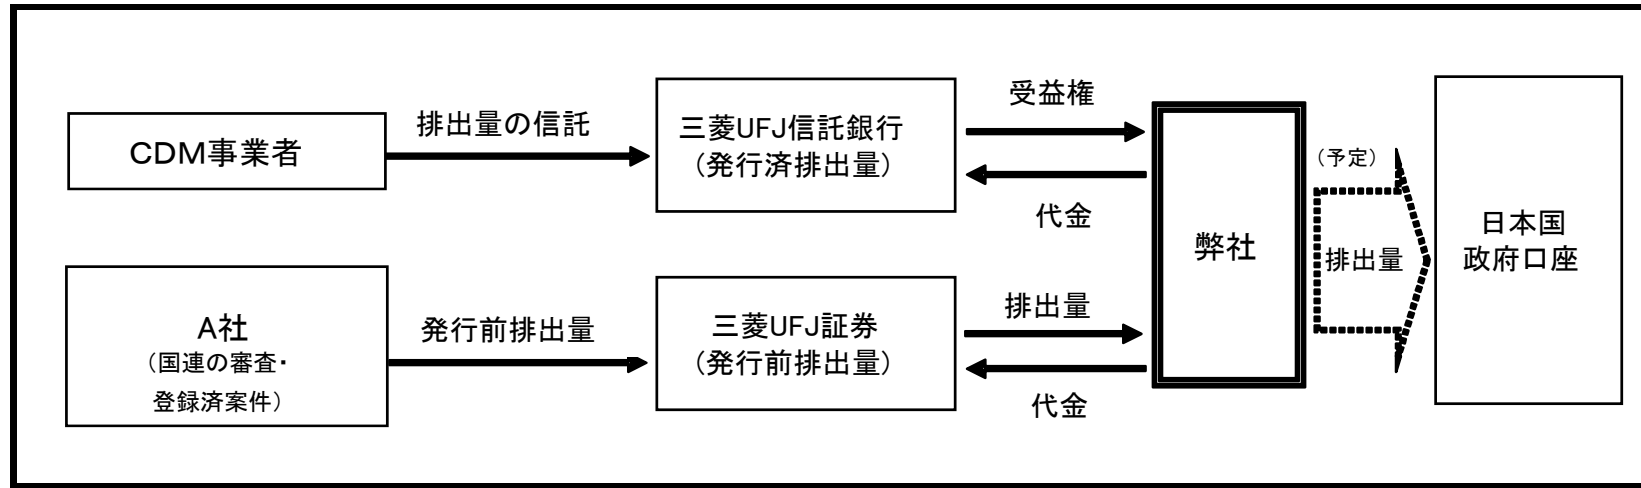 CDM事業者
排出量の信託
三菱UFJ信託銀行
(発行済排出量)
受益権
代金
A社
(国連の審査・
登録済案件)
発行前排出量
三菱UFJ証券
(発行前排出量)
排出量
代金
弊社
(予定)
排出量
日本国
政府口座